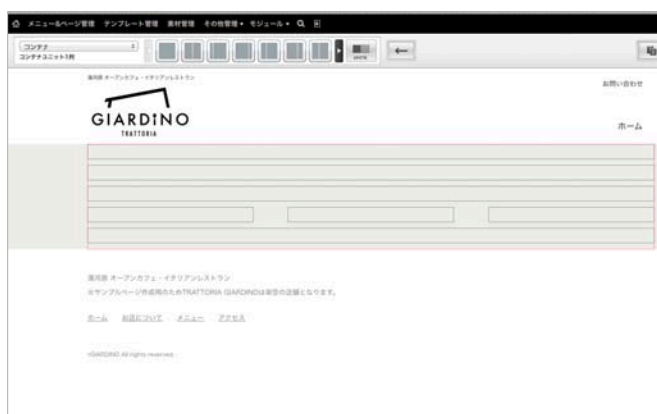 メニュー&ページ管理 テンプレート管理 素材管理 その他管理 モジュール
コンテナ
コンテナユニット3列
WHITE
湯河原 オープンカフェ・イタリアンレストラン
お問い合わせ
GIARDINO
TRATTORIA
ホーム
湯河原 オープンカフェ・イタリアンレストラン
※サンプルページ作成用のためTRATTORIA GIARDINOは架空の店舗となります。
ホーム お店について メニュー アクセス
©GIARDINO All rights reserved.